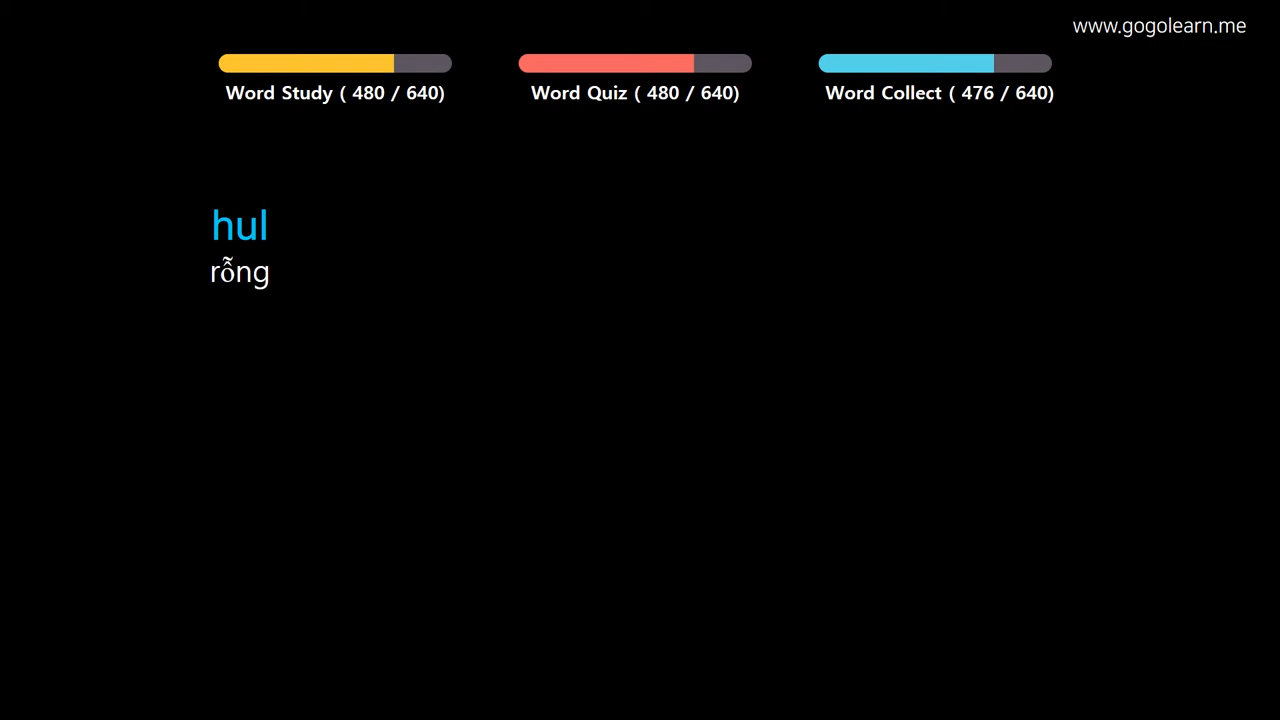 www.gogolearn.me
Word Study ( 480 / 640)
Word Quiz ( 480 / 640)
Word Collect ( 476 / 640)
hul
rỗng